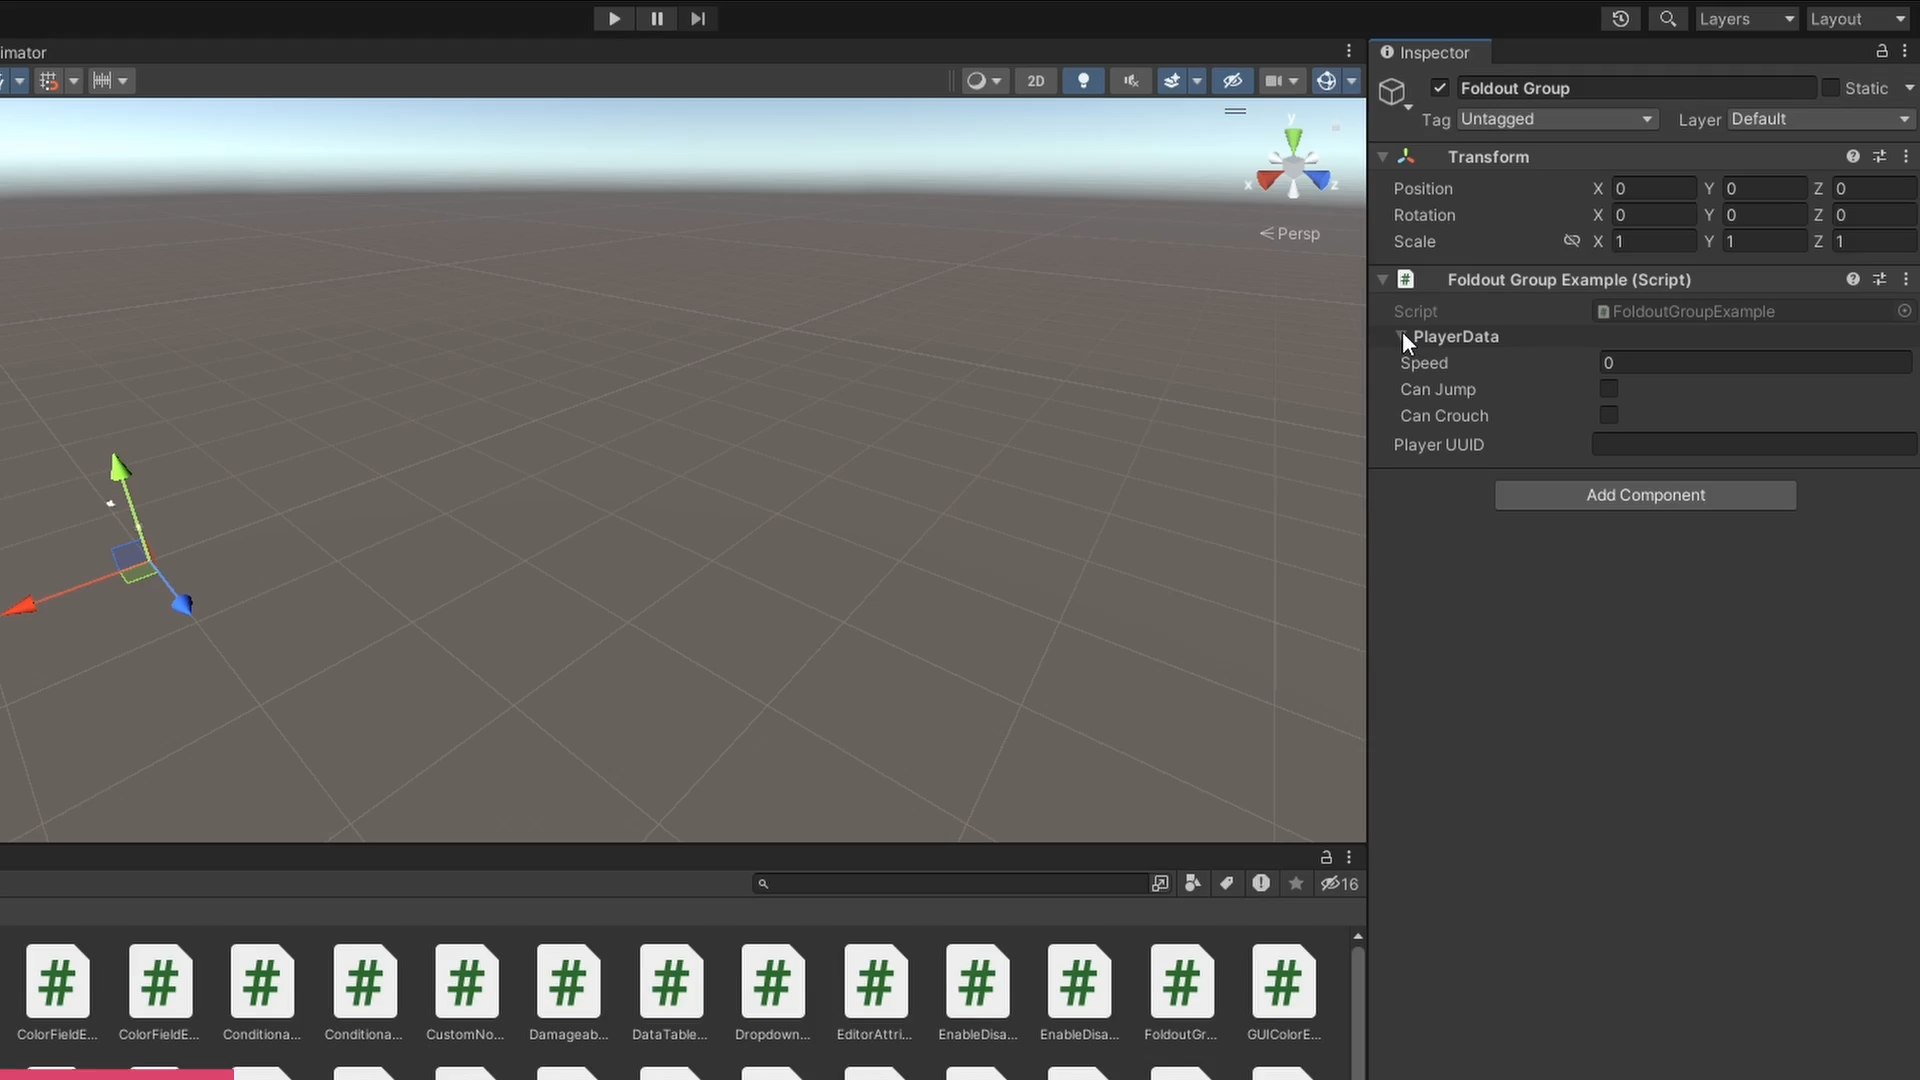 Layers
Layout
imator
Inspector
2D
Foldout Group
Static
Tag Untagged Layer Default
Transform
Position X 0 Y 0 Z 0
Rotation X 0 Y 0 Z 0
Scale X 1 Y 1 Z 1
y
x
z
Persp
Foldout Group Example (Script)
Script FoldoutGroupExample
PlayerData
Speed 0
Can Jump
Can Crouch
Player UUID
Add Component
16
ColorFieldE...
ColorFieldE...
Conditiona...
Conditiona...
CustomNo...
Damageab...
DataTable...
Dropdown...
EditorAttri...
EnableDisa...
EnableDisa...
FoldoutGr...
GUIColorE...